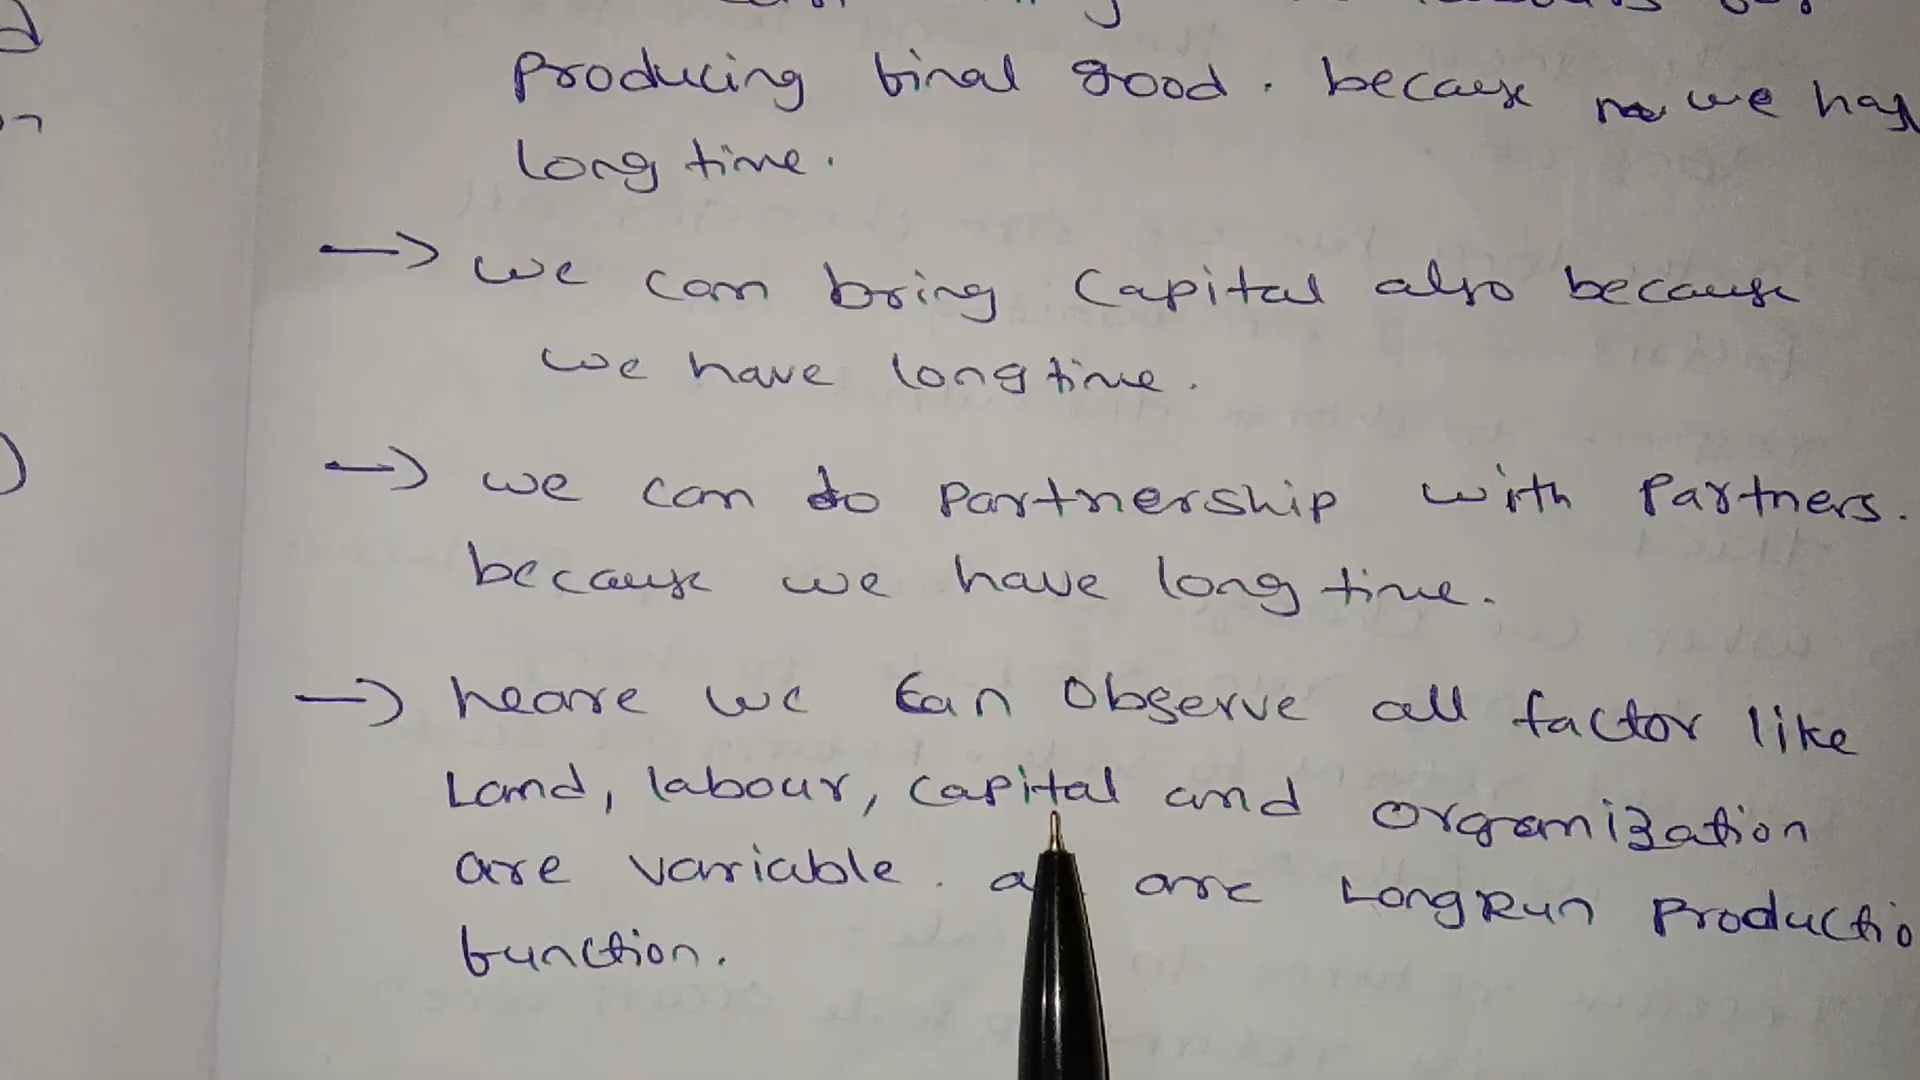 producing final good. because we has
long time.
→ we can bring capital also because
we have long time.
→ we can do partnership with partners.
because we have long time.
→ heare we can observe all factor like
Land, labour, capital and organization
are variable. are Long Run productio
function.